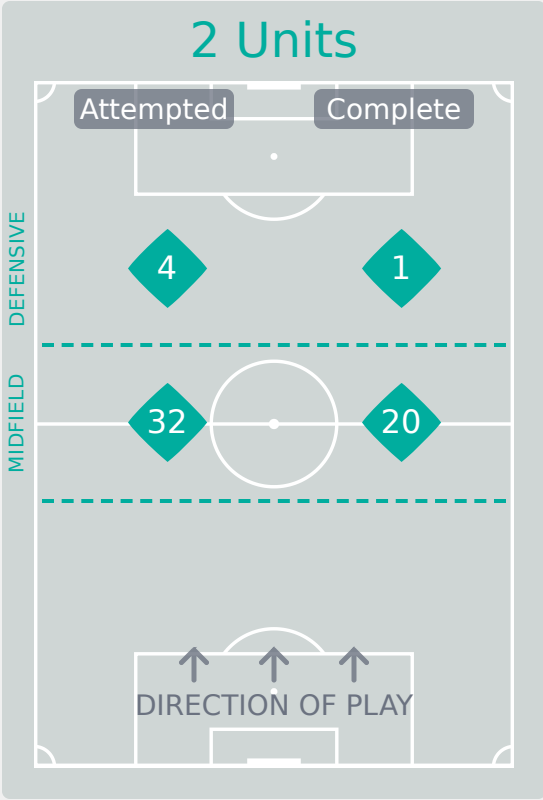 2 Units
Attempted Complete
DEFENSIVE
4 1
MIDFIELD
32 20
DIRECTION OF PLAY